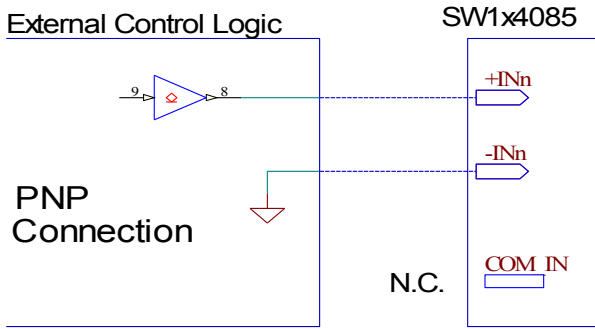 External Control Logic
SW1x4085
9
8
+INn
-INn
PNP
Connection
COM_IN
N.C.